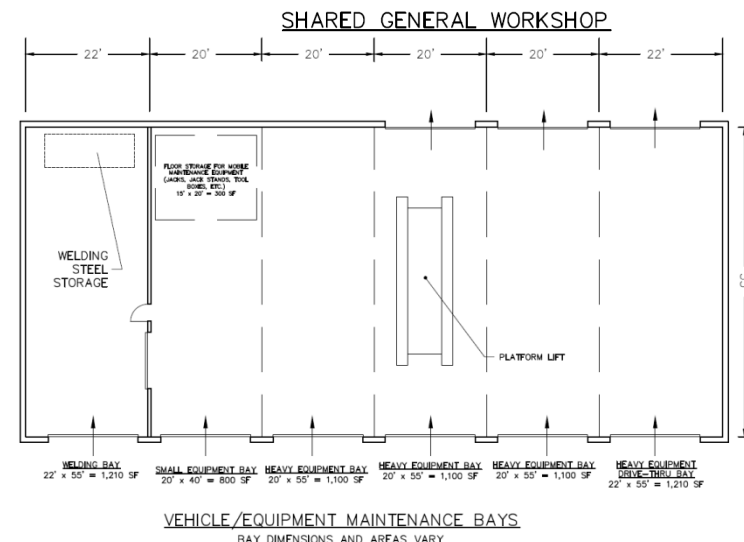 SHARED GENERAL WORKSHOP
22' 20' 20' 20' 20' 22'
FLOOR STORAGE FOR MOBILE
MAINTENANCE EQUIPMENT
(JACKS, JACK STANDS, TOOL
BOXES, ETC.)
15' x 20' = 300 SF
WELDING
STEEL
STORAGE
PLATFORM LIFT
WELDING BAY
22' x 55' = 1,210 SF
SMALL EQUIPMENT BAY
20' x 40' = 800 SF
HEAVY EQUIPMENT BAY
20' x 55' = 1,100 SF
HEAVY EQUIPMENT BAY
20' x 55' = 1,100 SF
HEAVY EQUIPMENT BAY
20' x 55' = 1,100 SF
HEAVY EQUIPMENT
DRIVE-THRU BAY
22' x 55' = 1,210 SF
VEHICLE/EQUIPMENT MAINTENANCE BAYS
BAY DIMENSIONS AND AREAS VARY